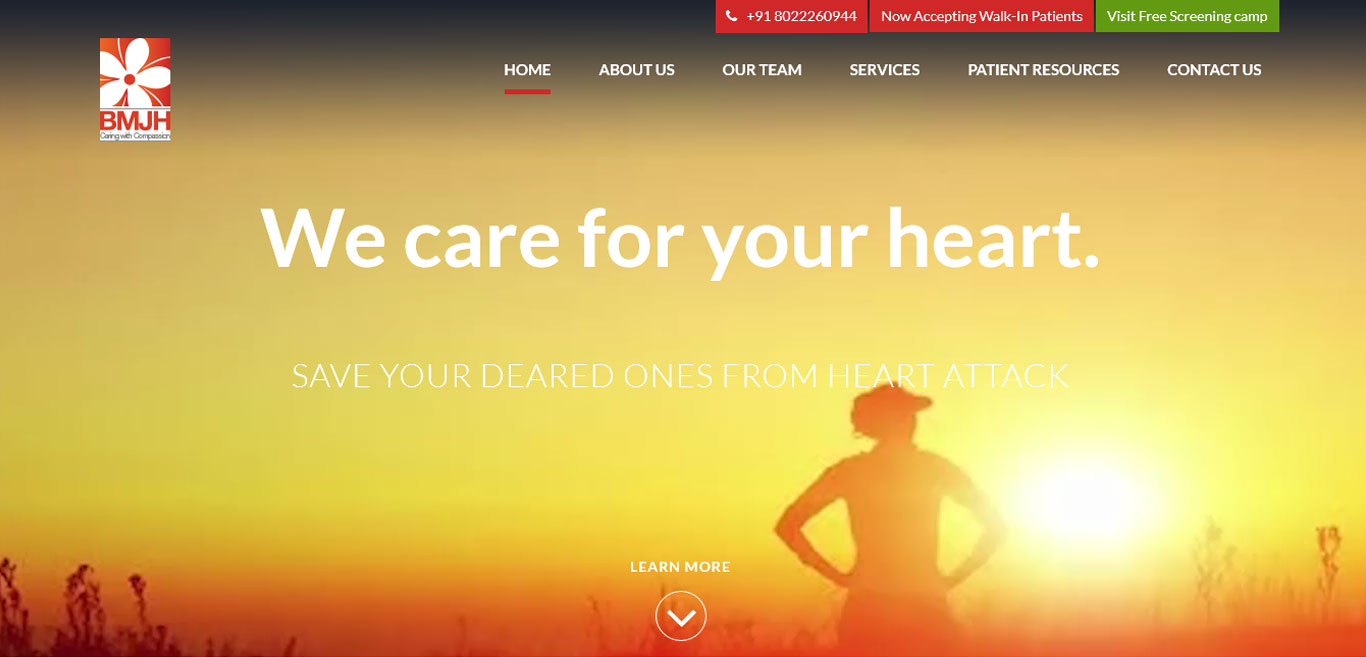 +91 8022260944 Now Accepting Walk-In Patients Visit Free Screening camp
BMJH
Caring with Compassion
HOME ABOUT US OUR TEAM SERVICES PATIENT RESOURCES CONTACT US
We care for your heart.
SAVE YOUR DEARED ONES FROM HEART ATTACK
LEARN MORE